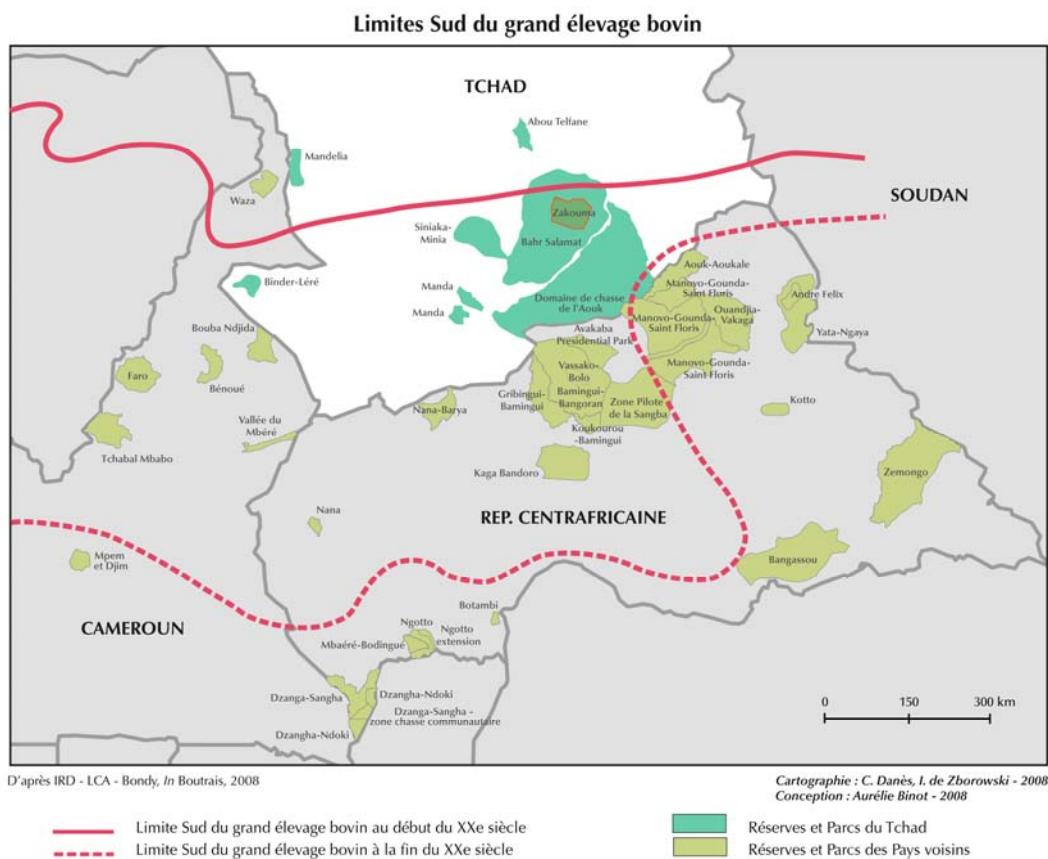 Limites Sud du grand élevage bovin
TCHAD
Abou Telfane
Mandelia
SOUDAN
Waza
Zakouma
Siniaka-
Minia
Bahr Salamat
Aouk-Aoukale
Binder-Léré
Manda
Manovo-Gounda-
Saint Floris
Andre Felix
Domaine de chasse
de l'Aouk
Manda
Ouandjia-
Vakaga
Manovo-Gounda-
Saint Floris
Bouba Ndjida
Avakaba
Presidential Park
Yata-Ngaya
Manovo-Gounda-
Saint Floris
Vassako-
Bolo
Faro
Bénoué
Bamingui-
Bangoran
Gribingui-
Bamingui
Zone Pilote
de la Sangba
Kotto
Nana-Barya
Vallée du
Mbéré
Koukourou
-Bamingui
Tchabal Mbabo
Kaga Bandoro
Zemongo
REP. CENTRAFRICAINE
Nana
Mpem
et Djim
Bangassou
CAMEROUN
Botambi
Ngotto
Ngotto
extension
Mbaéré-Bodingué
Dzanga-Sangha
Dzangha-Ndoki
Dzanga-Sangha -
zone chasse communautaire
Dzangha-Ndoki
0 150 300 km
D'après IRD - LCA - Bondy, In Boutrais, 2008
Cartographie : C. Danès, I. de Zborowski - 2008
Conception : Aurélie Binot - 2008
Limite Sud du grand élevage bovin au début du XXe siècle
Limite Sud du grand élevage bovin à la fin du XXe siècle
Réserves et Parcs du Tchad
Réserves et Parcs des Pays voisins